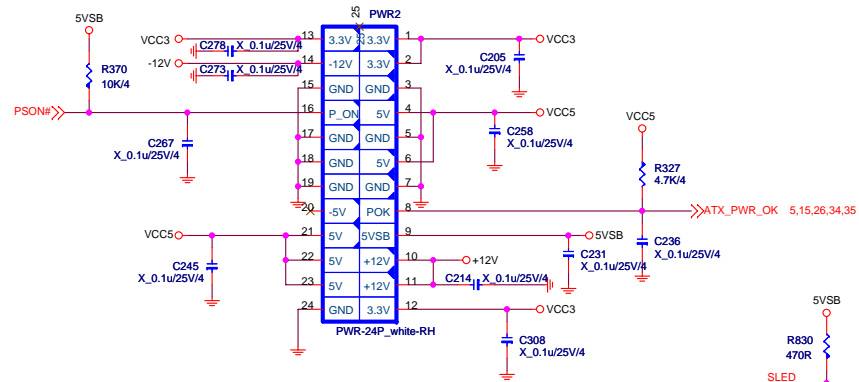 5VSB
R370
10K/4
PSON#
C267
X_0.1u/25V/4
VCC3
-12V
C278 X_0.1u/25V/4
C273 X_0.1u/25V/4
VCC5
C245
X_0.1u/25V/4
25
PWR2
25
13 3.3V 3.3V 1
14 -12V 3.3V 2
15 GND GND 3
16 P_ON 5V 4
17 GND GND 5
18 GND 5V 6
19 GND GND 7
20 -5V POK 8
21 5V 5VSB 9
22 5V +12V 10
23 5V +12V 11
24 GND 3.3V 12
PWR-24P_white-RH
VCC3
C205
X_0.1u/25V/4
VCC5
C258
X_0.1u/25V/4
VCC5
R327
4.7K/4
ATX_PWR_OK 5,15,26,34,35
C236
X_0.1u/25V/4
5VSB
C231
X_0.1u/25V/4
+12V
C214 X_0.1u/25V/4
VCC3
C308
X_0.1u/25V/4
5VSB
R830
470R
SLED